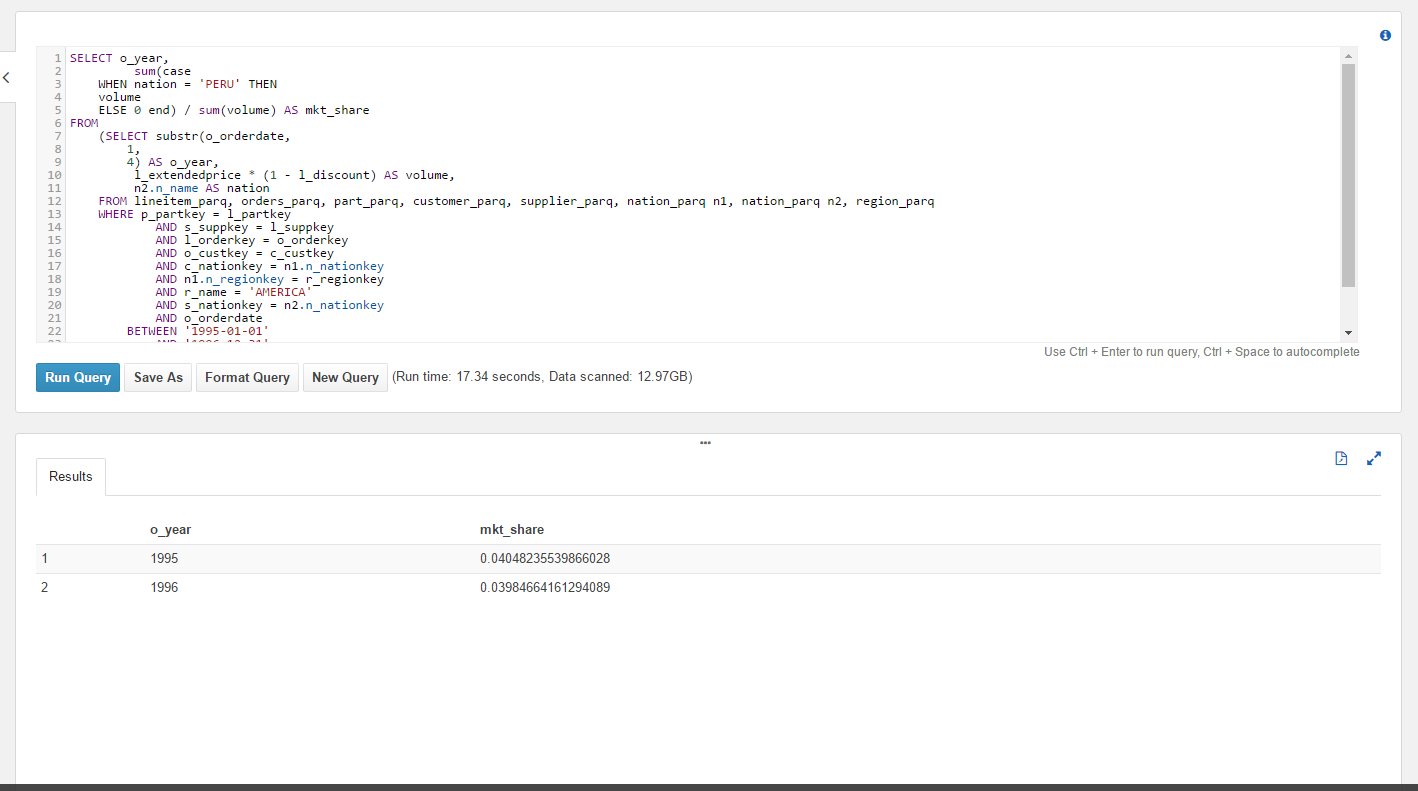 1 SELECT o_year,
2 sum(case
3 WHEN nation = 'PERU' THEN
4 volume
5 ELSE 0 end) / sum(volume) AS mkt_share
6 FROM
7 (SELECT substr(o_orderdate,
8 1,
9 4) AS o_year,
10 l_extendedprice * (1 - l_discount) AS volume,
11 n2.n_name AS nation
12 FROM lineitem_parq, orders_parq, part_parq, customer_parq, supplier_parq, nation_parq n1, nation_parq n2, region_parq
13 WHERE p_partkey = l_partkey
14 AND s_suppkey = l_suppkey
15 AND l_orderkey = o_orderkey
16 AND o_custkey = c_custkey
17 AND c_nationkey = n1.n_nationkey
18 AND n1.n_regionkey = r_regionkey
19 AND r_name = 'AMERICA'
20 AND s_nationkey = n2.n_nationkey
21 AND o_orderdate
22 BETWEEN '1995-01-01'
23 AND '1996-12-31'
Use Ctrl + Enter to run query, Ctrl + Space to autocomplete
Run Query Save As Format Query New Query (Run time: 17.34 seconds, Data scanned: 12.97GB)
Results
o_year mkt_share
1 1995 0.04048235539866028
2 1996 0.03984664161294089